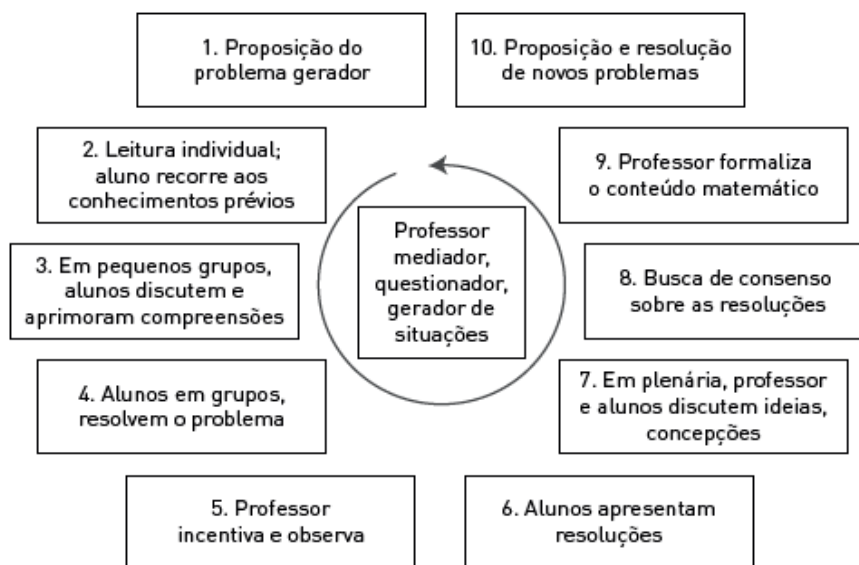 1. Proposição do
problema gerador
2. Leitura individual;
aluno recorre aos
conhecimentos prévios
3. Em pequenos grupos,
alunos discutem e
aprimoram compreensões
4. Alunos em grupos,
resolvem o problema
5. Professor
incentiva e observa
6. Alunos apresentam
resoluções
7. Em plenária, professor
e alunos discutem ideias,
concepções
8. Busca de consenso
sobre as resoluções
9. Professor formaliza
o conteúdo matemático
10. Proposição e resolução
de novos problemas
Professor
mediador,
questionador,
gerador de
situações